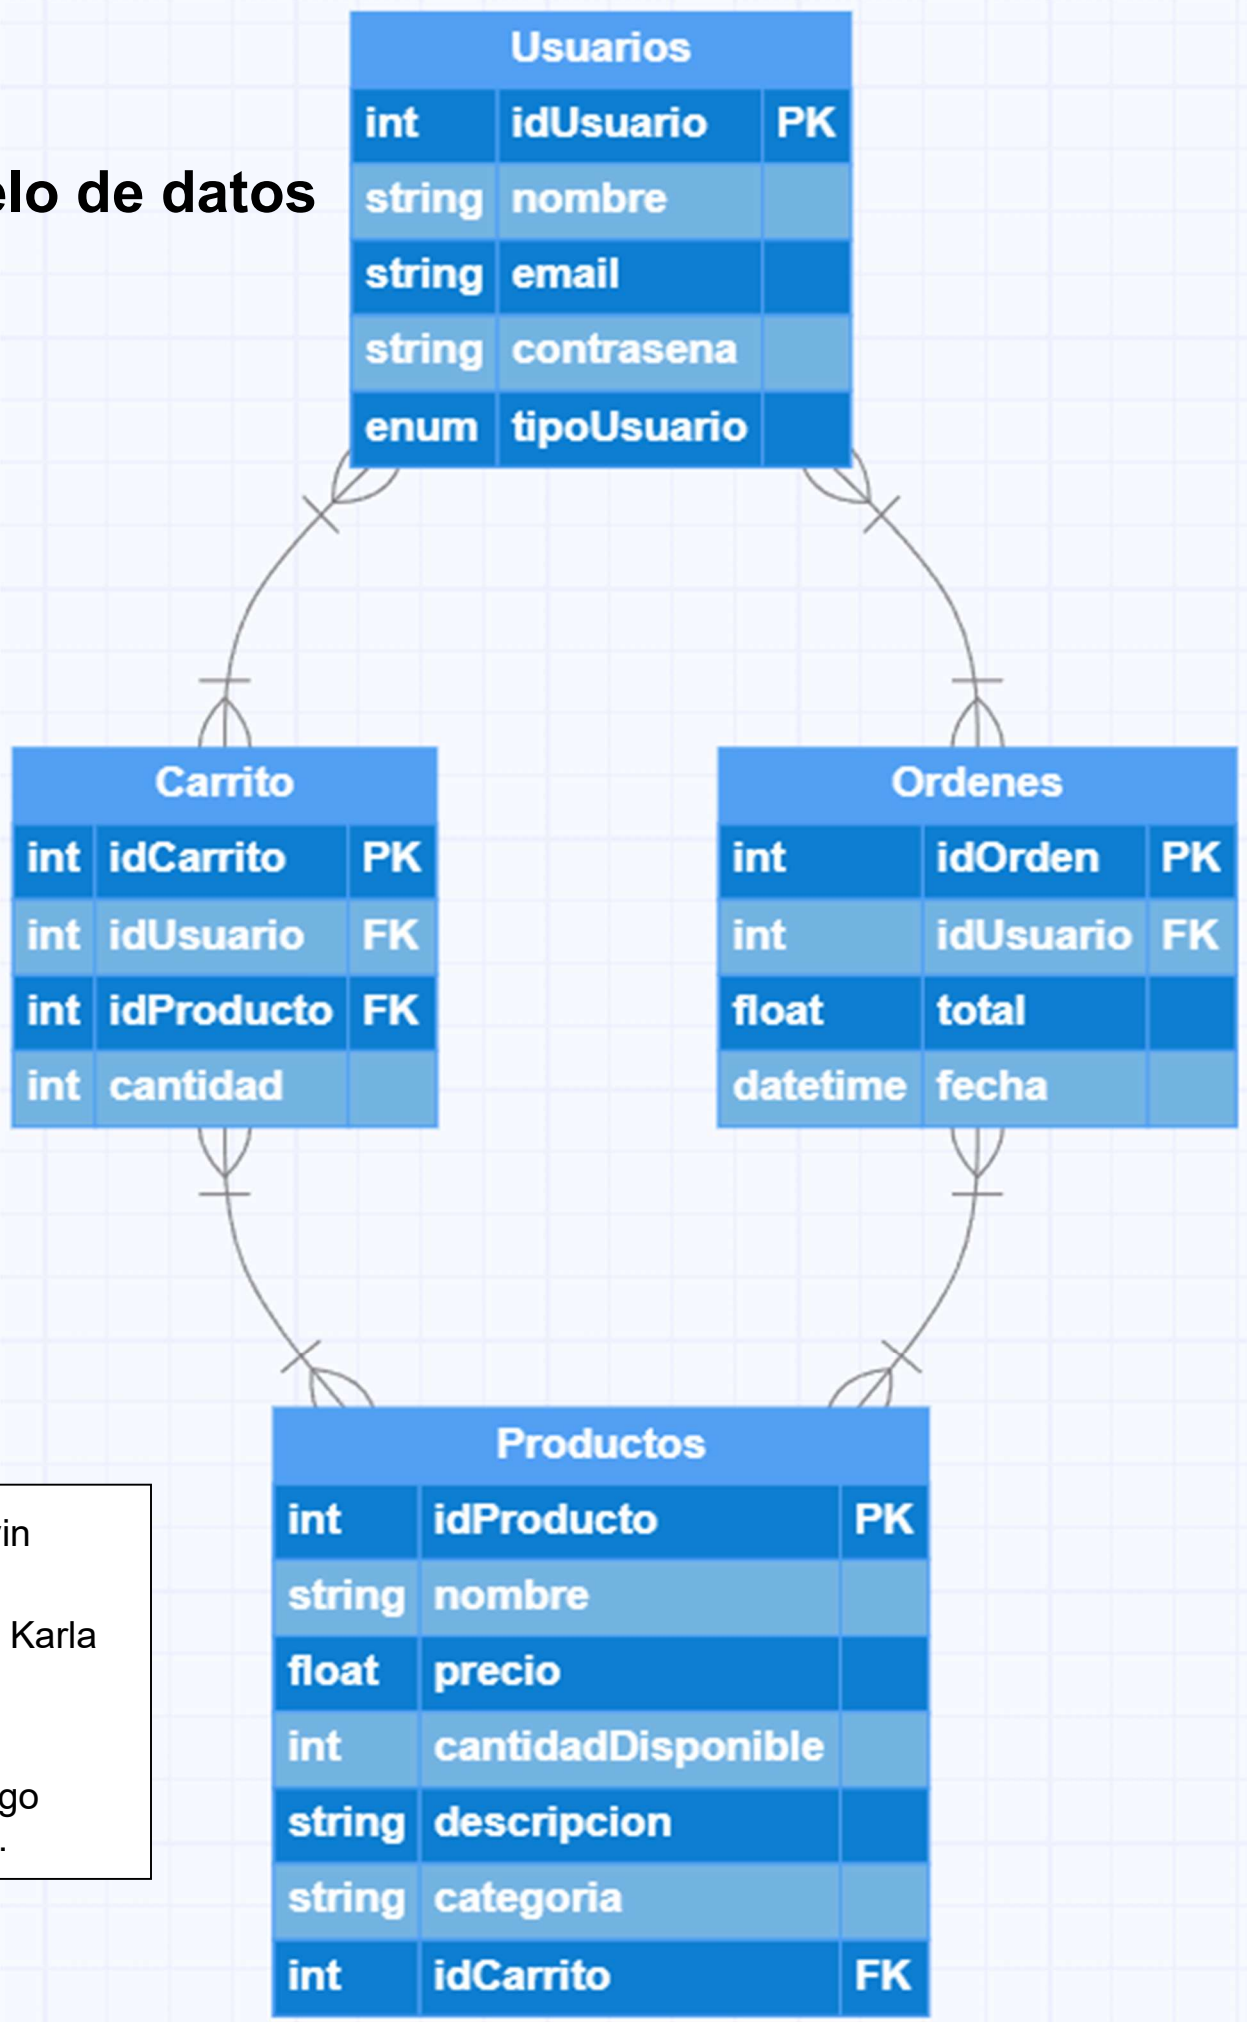 Usuarios
int idUsuario PK
elo de datos
string nombre
string email
string contrasena
enum tipoUsuario
Carrito
int idCarrito PK
int idUsuario FK
int idProducto FK
int cantidad
Ordenes
int idOrden PK
int idUsuario FK
float total
datetime fecha
Productos
int idProducto PK
string nombre
float precio
int cantidadDisponible
string descripcion
string categoria
int idCarrito FK
in
Karla
go
.